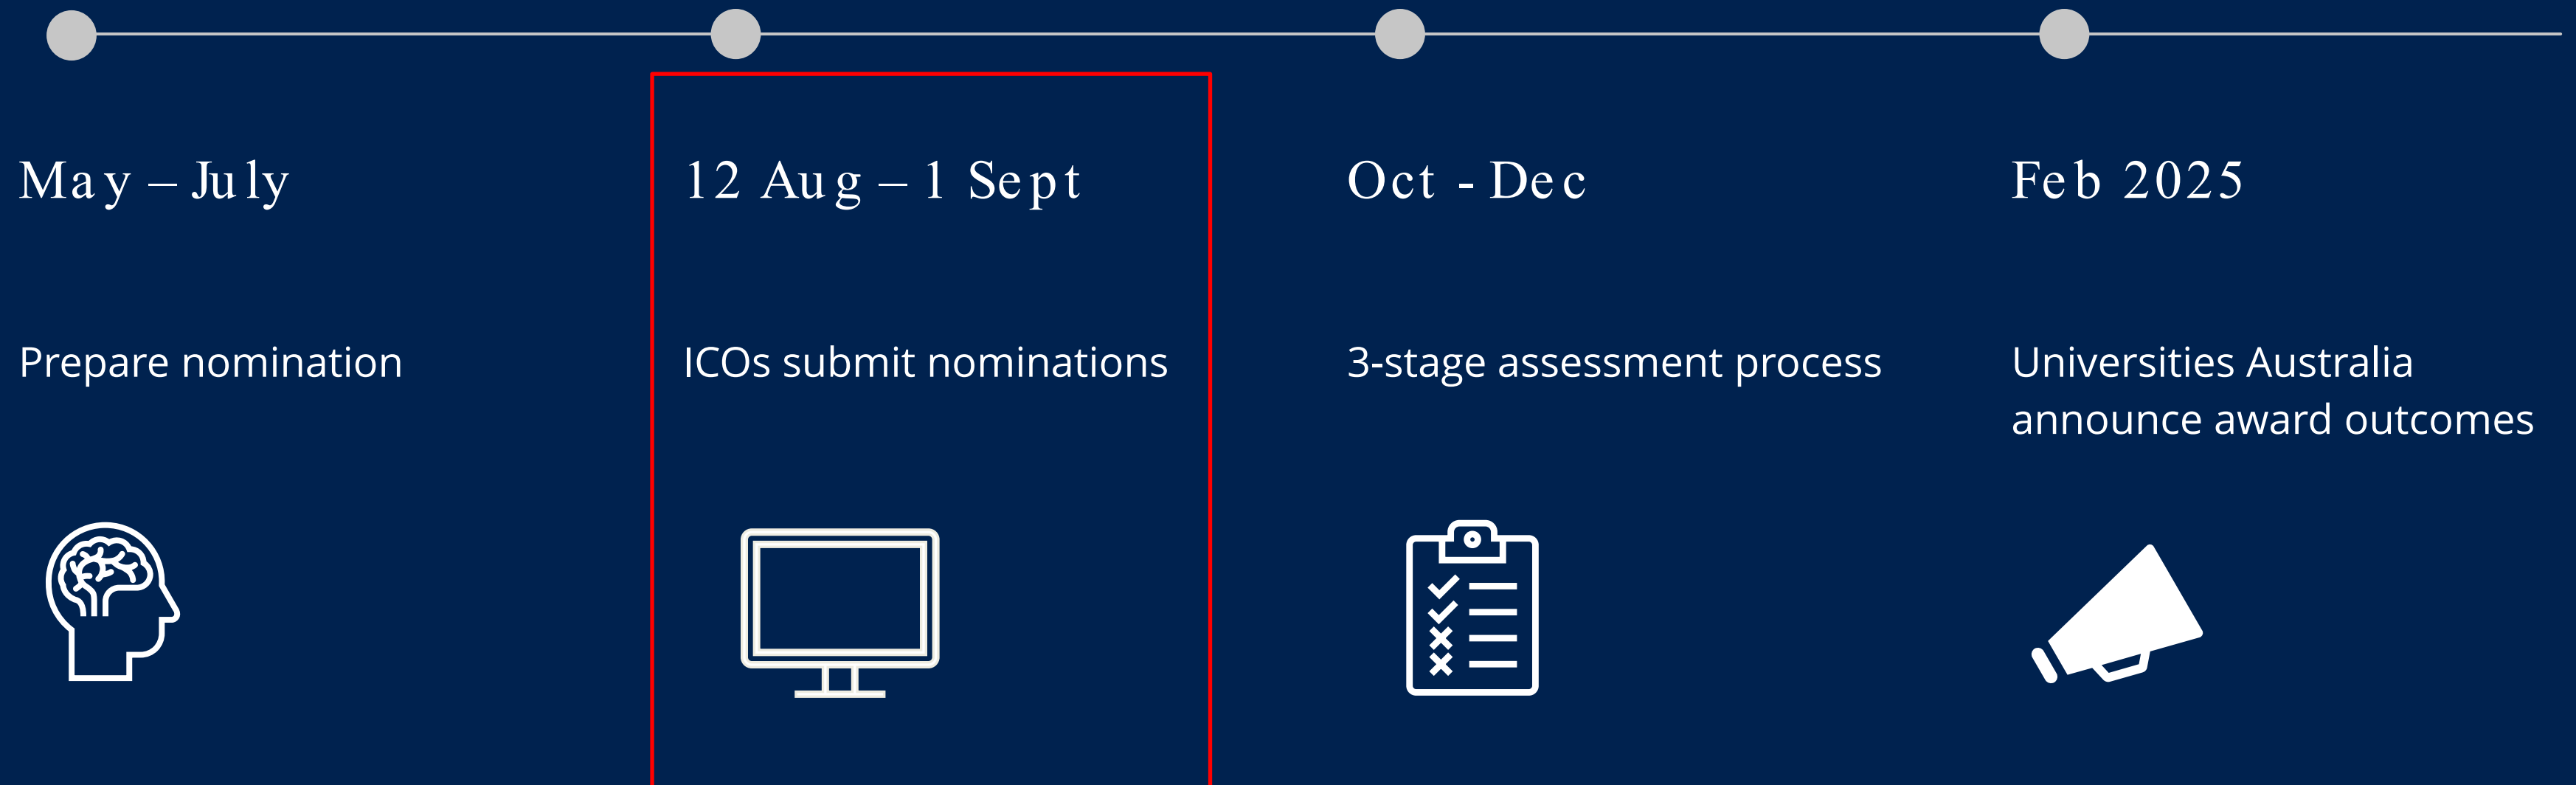 May – July
Prepare nomination
12 Aug – 1 Sept
ICOs submit nominations
Oct - Dec
3-stage assessment process
Feb 2025
Universities Australia
announce award outcomes